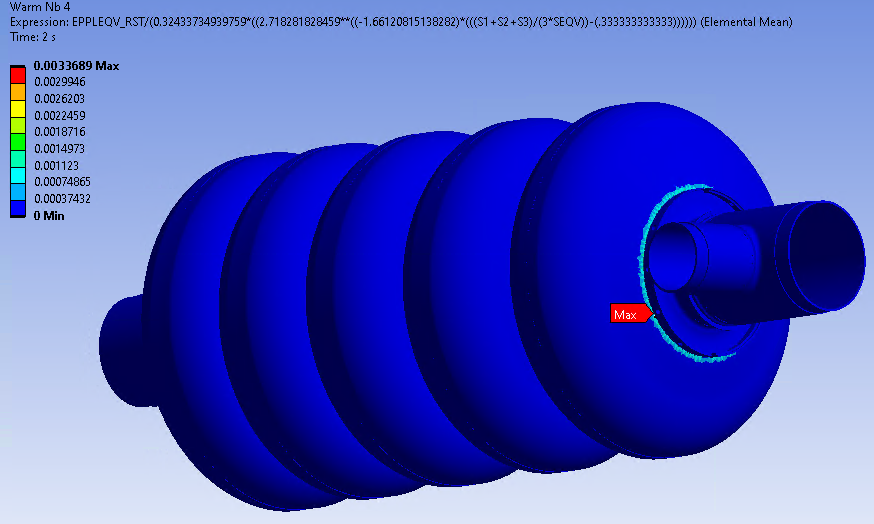 Warm Nb 4
Expression: EPPLEQV_RST/(0.32433734939759*((2.718281828459**((-1.66120815138282)*(((S1+S2+S3)/(3*SEQV))-(.333333333333)))))) (Elemental Mean)
Time: 2 s
0.0033689 Max
0.0029946
0.0026203
0.0022459
0.0018716
0.0014973
0.001123
0.00074865
0.00037432
0 Min
Max